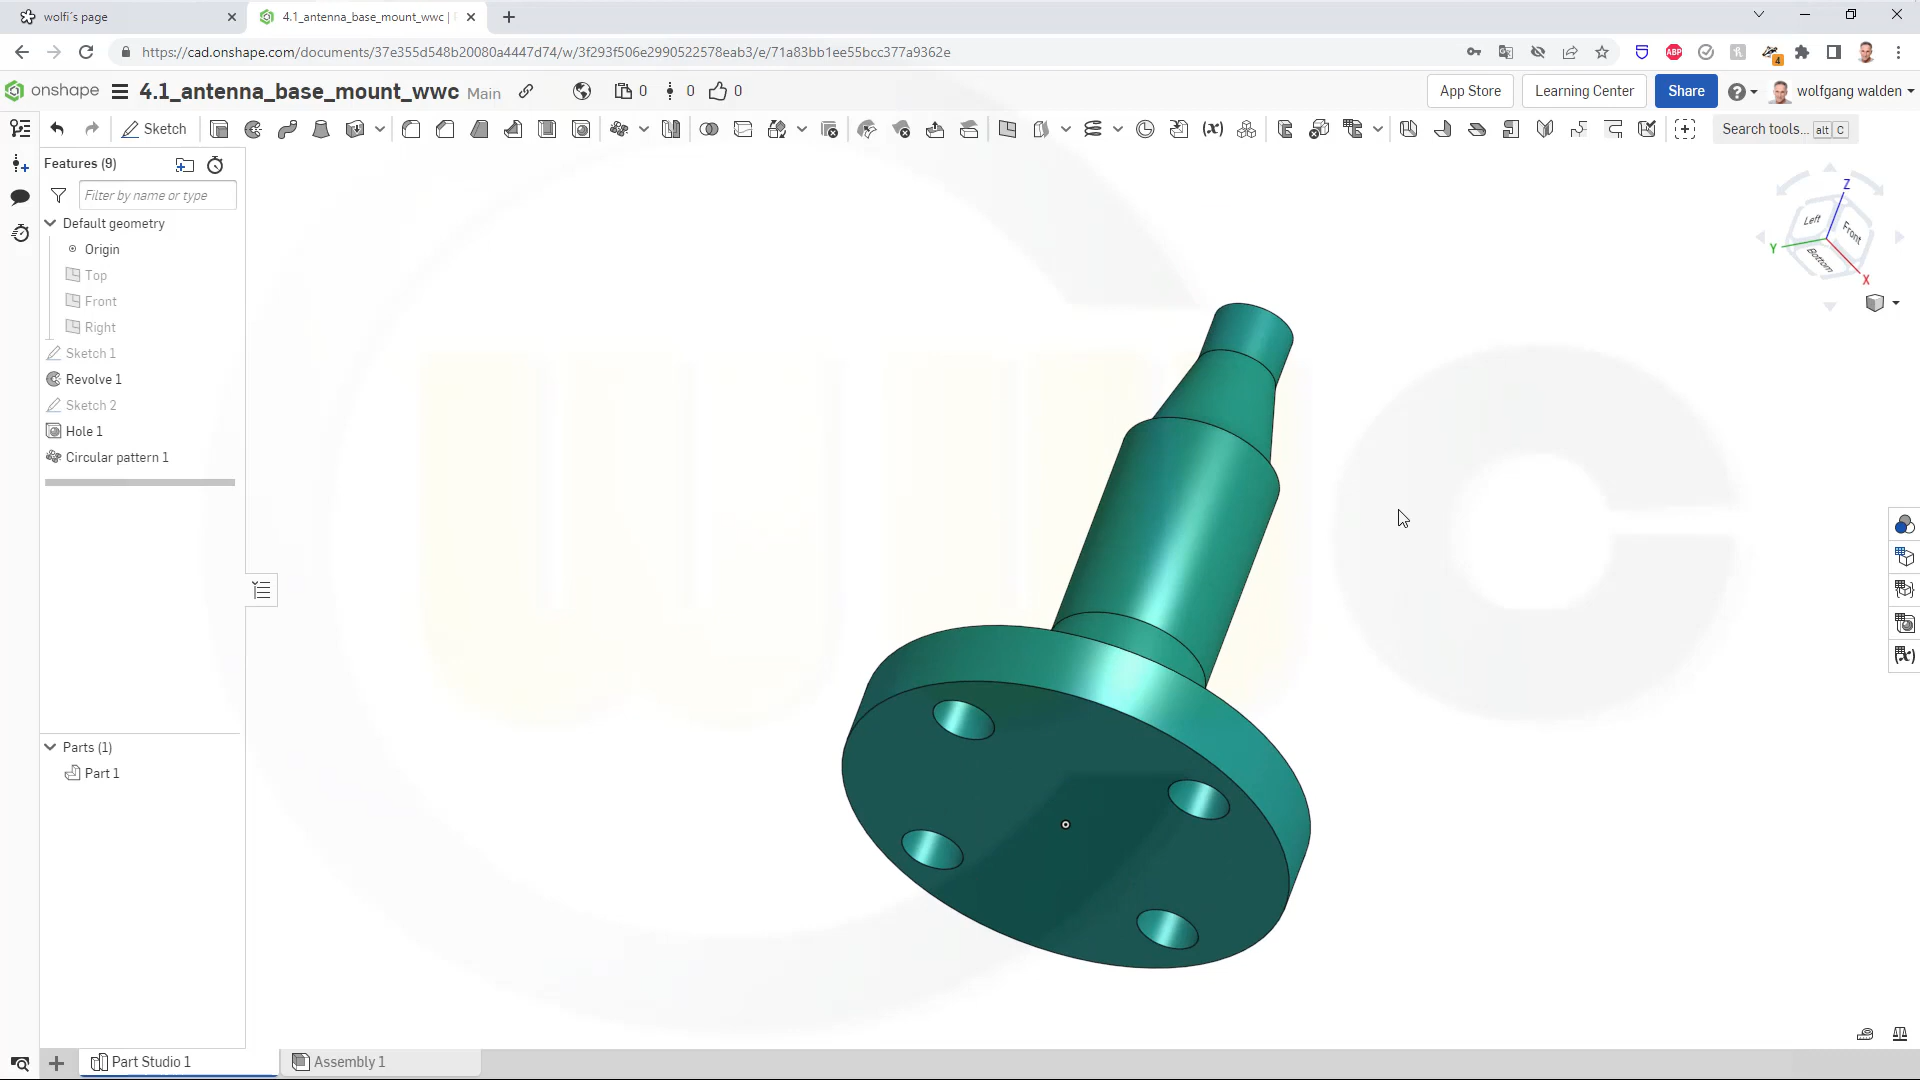 wolfi´s page
4.1_antenna_base_mount_wwc |
https://cad.onshape.com/documents/37e355d548b20080a4447d74/w/3f293f506e2990522578eab3/e/71a83bb1ee55bcc377a9362e
ABP
4
onshape
4.1_antenna_base_mount_wwc Main
0
0
0
App Store
Learning Center
Share
wolfgang walden
Sketch
(x)
Search tools... alt C
Features (9)
Filter by name or type
Default geometry
Origin
Top
Front
Right
Sketch 1
Revolve 1
Sketch 2
Hole 1
Circular pattern 1
Z
Left
Front
Y
Bottom
X
wwc
(x)
Parts (1)
Part 1
Part Studio 1
Assembly 1